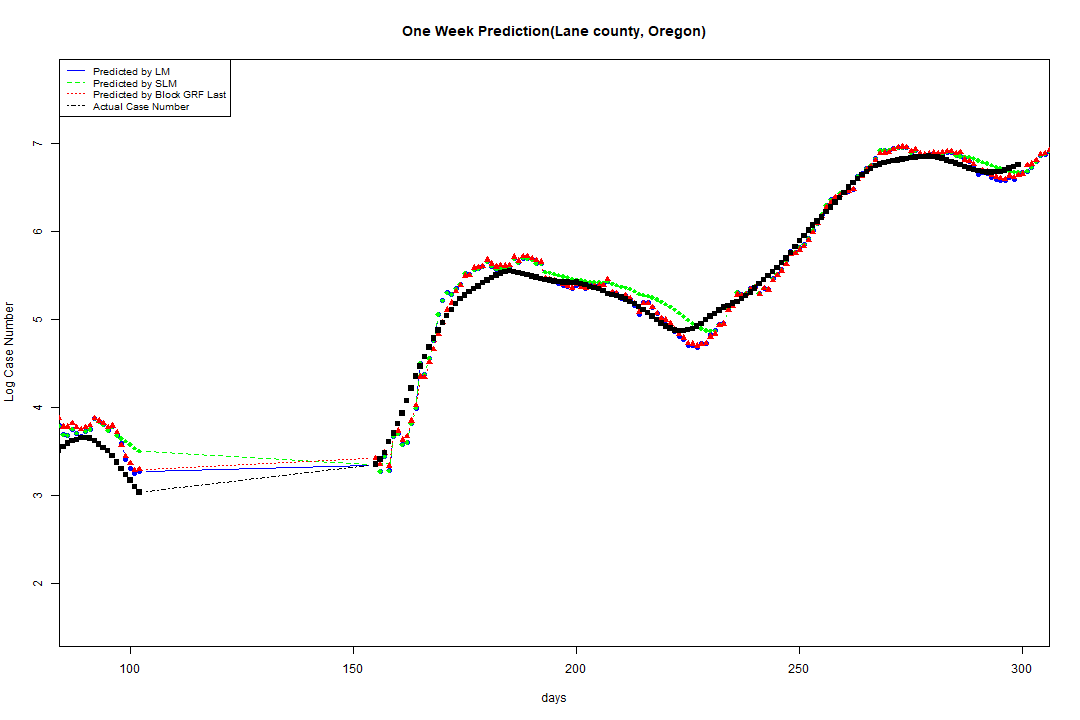 One Week Prediction(Lane county, Oregon)
Predicted by LM
Predicted by SLM
Predicted by Block GRF Last
Actual Case Number
7
6
5
4
3
2
Log Case Number
100 150 200 250 300
days